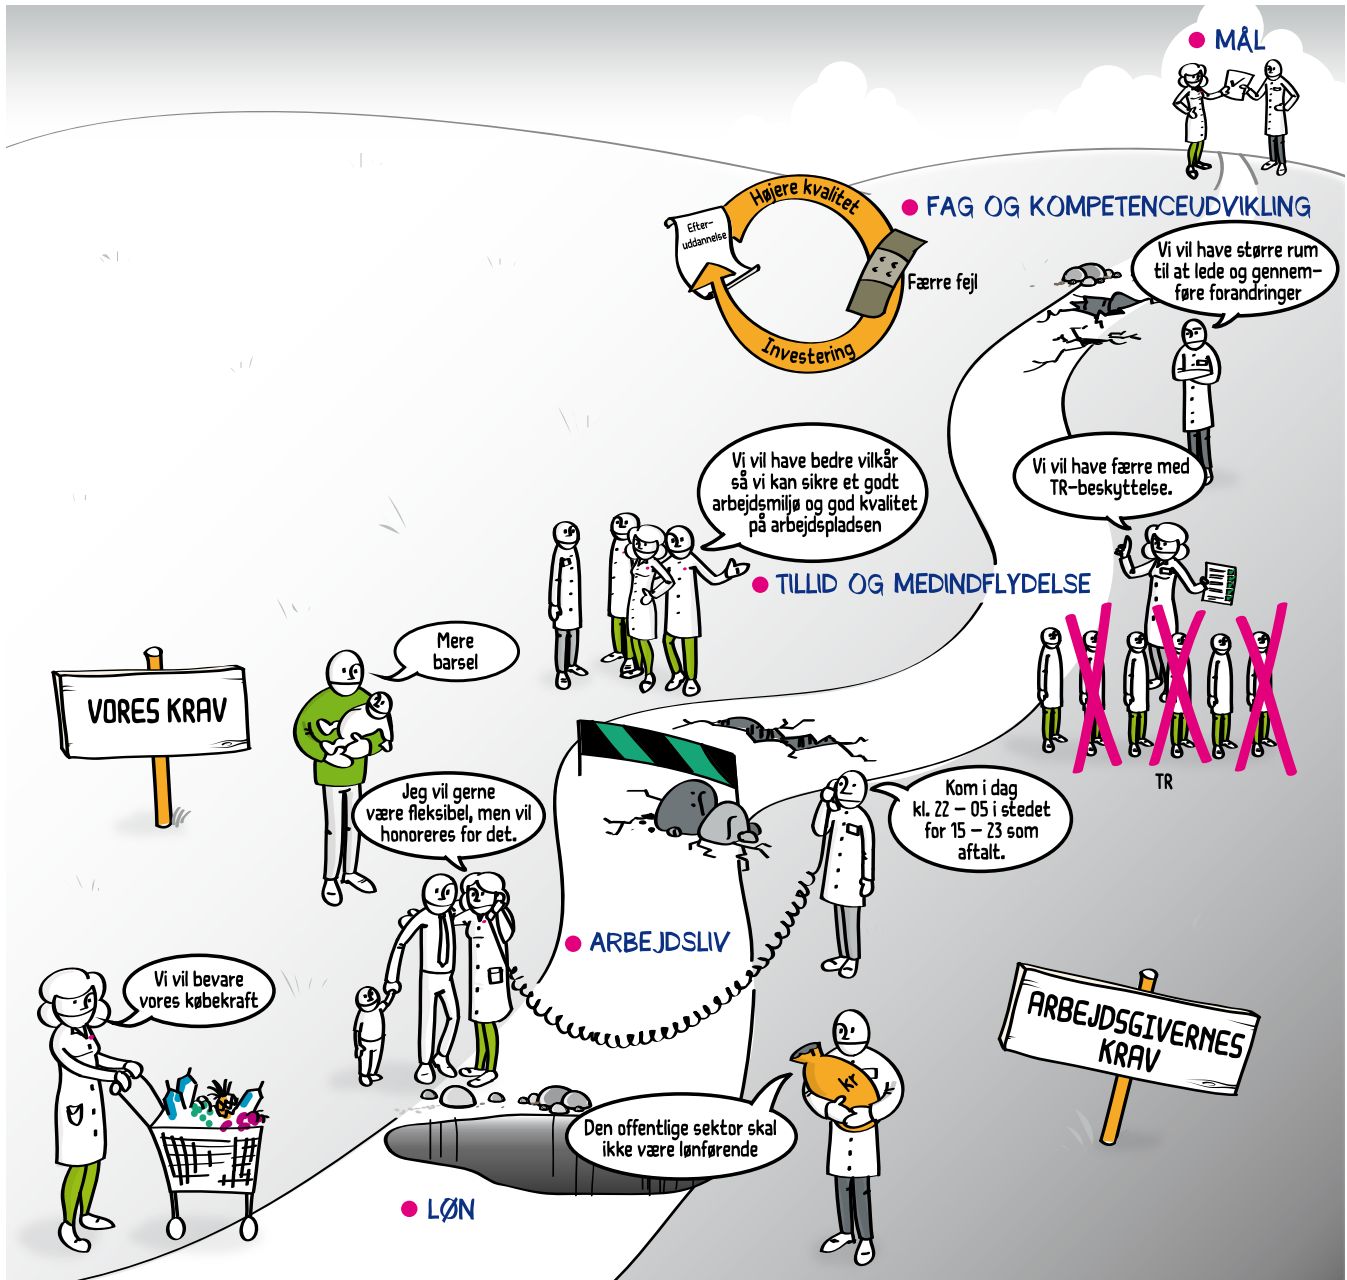 MÅL
FAG OG KOMPETENCEUDVIKLING
Højere kvalitet
Efter-
uddannelse
Færre fejl
Investering
Vi vil have større rum
til at lede og gennem-
føre forandringer
Vi vil have bedre vilkår
så vi kan sikre et godt
arbejdsmiljø og god kvalitet
på arbejdspladsen
Vi vil have færre med
TR-beskyttelse.
TILLID OG MEDINDFLYDELSE
TR
Mere
barsel
VORES KRAV
Jeg vil gerne
være fleksibel, men vil
honoreres for det.
Kom i dag
kl. 22 – 05 i stedet
for 15 – 23 som
aftalt.
ARBEJDSLIV
Vi vil bevare
vores købekraft
ARBEJDSGIVERNES
KRAV
kr
Den offentlige sektor skal
ikke være lønførende
LØN